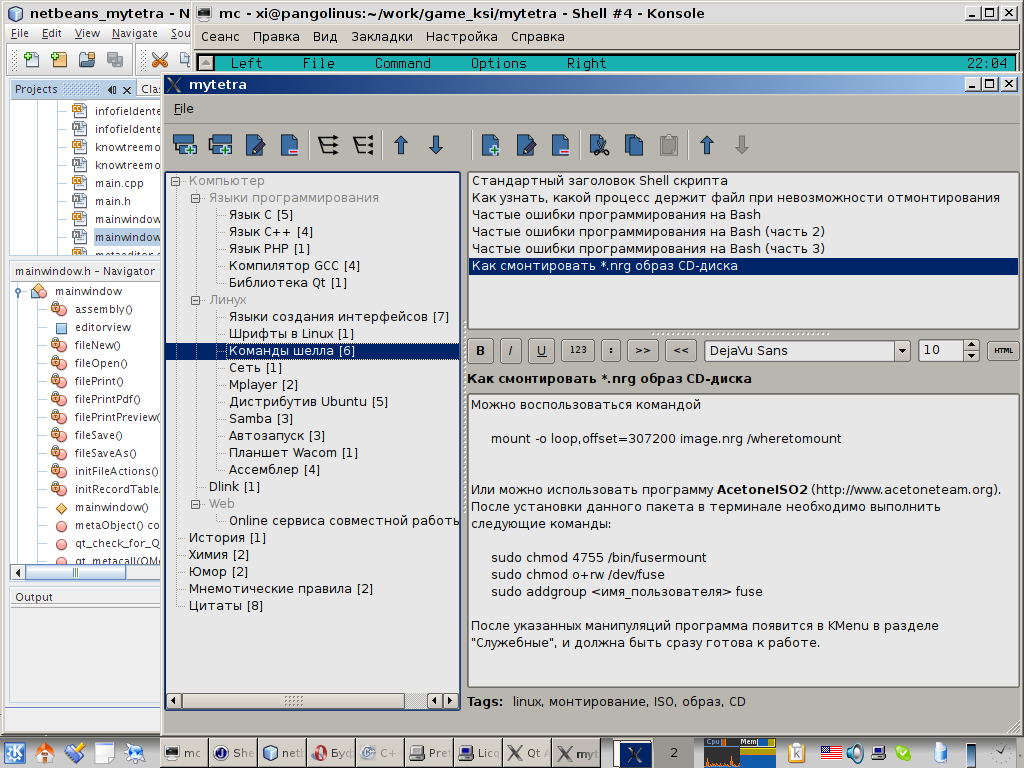 netbeans_mytetra - N
File Edit View Navigate Sou
mc - xi@pangolinus:~/work/game_ksi/mytetra - Shell #4 - Konsole
Сеанс Правка Вид Закладки Настройка Справка
Left File Command Options Right 22:04
Projects
Clas
infofieldente
infofieldente
knowtreemo
knowtreemo
main.cpp
main.h
mainwindow
mainwindow
metaeditor.c
mainwindow.h - Navigator
mainwindow
assembly()
editorview
fileNew()
fileOpen()
filePrint()
filePrintPdf()
filePrintPreview(
fileSave()
fileSaveAs()
initFileActions()
initRecordTable
mainwindow()
metaObject() co
qt_check_for_Q
qt_metacall(QMe
Output
mytetra
File
Компьютер
Языки программирования
Язык C [5]
Язык C++ [4]
Язык PHP [1]
Компилятор GCC [4]
Библиотека Qt [1]
Линух
Языки создания интерфейсов [7]
Шрифты в Linux [1]
Команды шелла [6]
Сеть [1]
Mplayer [2]
Дистрибутив Ubuntu [5]
Samba [3]
Автозапуск [3]
Планшет Wacom [1]
Ассемблер [4]
Dlink [1]
Web
Online сервиса совместной работь
История [1]
Химия [2]
Юмор [2]
Мнемотические правила [2]
Цитаты [8]
Стандартный заголовок Shell скрипта
Как узнать, какой процесс держит файл при невозможности отмонтирования
Частые ошибки программирования на Bash
Частые ошибки программирования на Bash (часть 2)
Частые ошибки программирования на Bash (часть 3)
Как смонтировать *.nrg образ CD-диска
B I U 123 : >> << DejaVu Sans 10 HTML
Как смонтировать *.nrg образ CD-диска
Можно воспользоваться командой
mount -o loop,offset=307200 image.nrg /wheretomount
Или можно использовать программу AcetoneISO2 (http://www.acetoneteam.org).
После установки данного пакета в терминале необходимо выполнить
следующие команды:
sudo chmod 4755 /bin/fusermount
sudo chmod o+rw /dev/fuse
sudo addgroup <имя_пользователя> fuse
После указанных манипуляций программа появится в KMenu в разделе
"Служебные", и должна быть сразу готова к работе.
Tags: linux, монтирование, ISO, образ, CD
mc She netl Буд C+ Pret Lico Qt A myt 2 Cpu Mem k